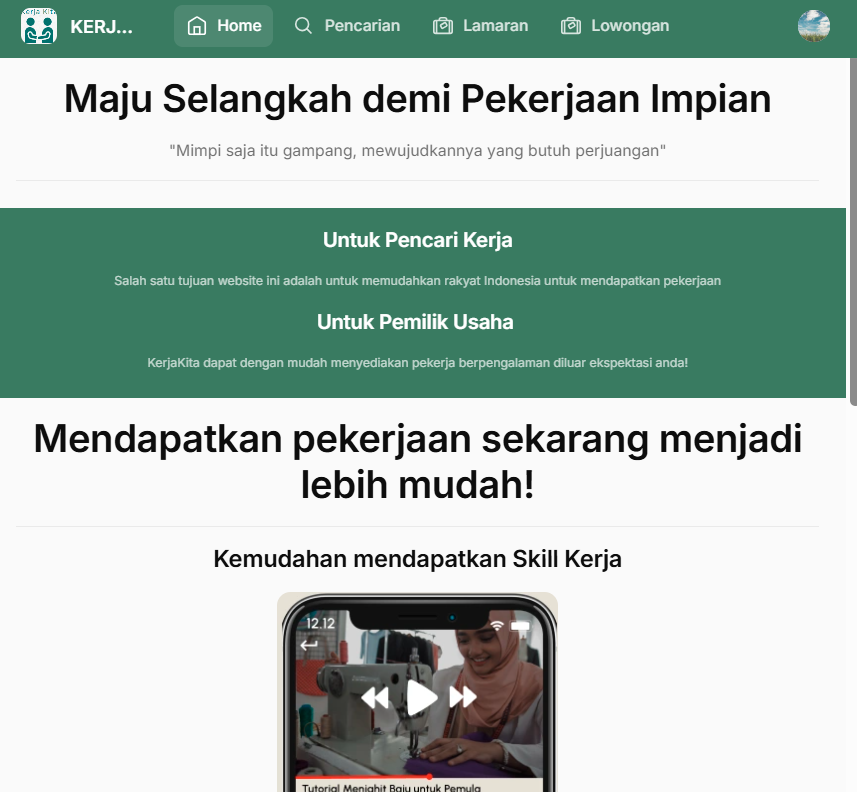 Kerja Kita
KERJ...
Home
Pencarian
Lamaran
Lowongan
Maju Selangkah demi Pekerjaan Impian
"Mimpi saja itu gampang, mewujudkannya yang butuh perjuangan"
Untuk Pencari Kerja
Salah satu tujuan website ini adalah untuk memudahkan rakyat Indonesia untuk mendapatkan pekerjaan
Untuk Pemilik Usaha
KerjaKita dapat dengan mudah menyediakan pekerja berpengalaman diluar ekspektasi anda!
Mendapatkan pekerjaan sekarang menjadi
lebih mudah!
Kemudahan mendapatkan Skill Kerja
12.12
Tutorial Menjahit Baju untuk Pemula